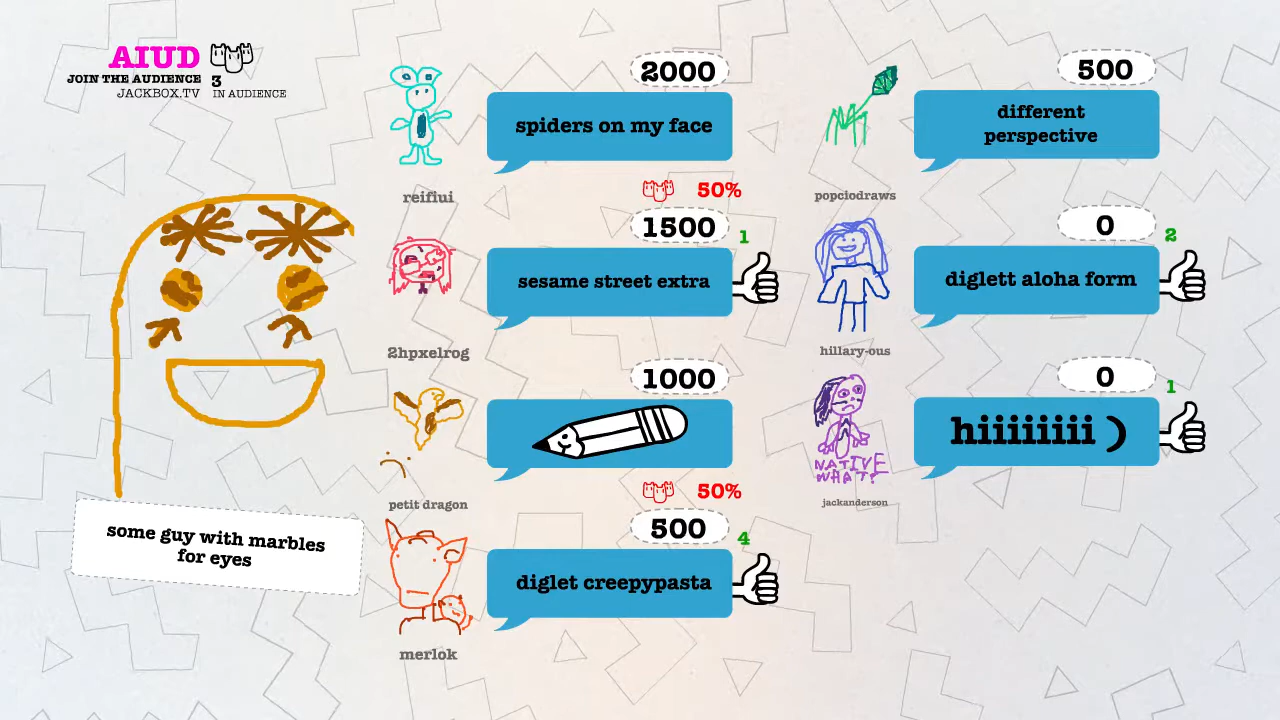 AIUD
JOIN THE AUDIENCE
JACKBOX.TV
3
IN AUDIENCE
some guy with marbles
for eyes
2000
spiders on my face
reifiui
50%
1500
1
sesame street extra
2hpxelrog
1000
petit dragon
50%
500
4
diglet creepypasta
merlok
500
different
perspective
popciodraws
0
2
diglett aloha form
hillary-ous
0
1
hiiiiiiii )
NATIVE
WHAT?
jackanderson